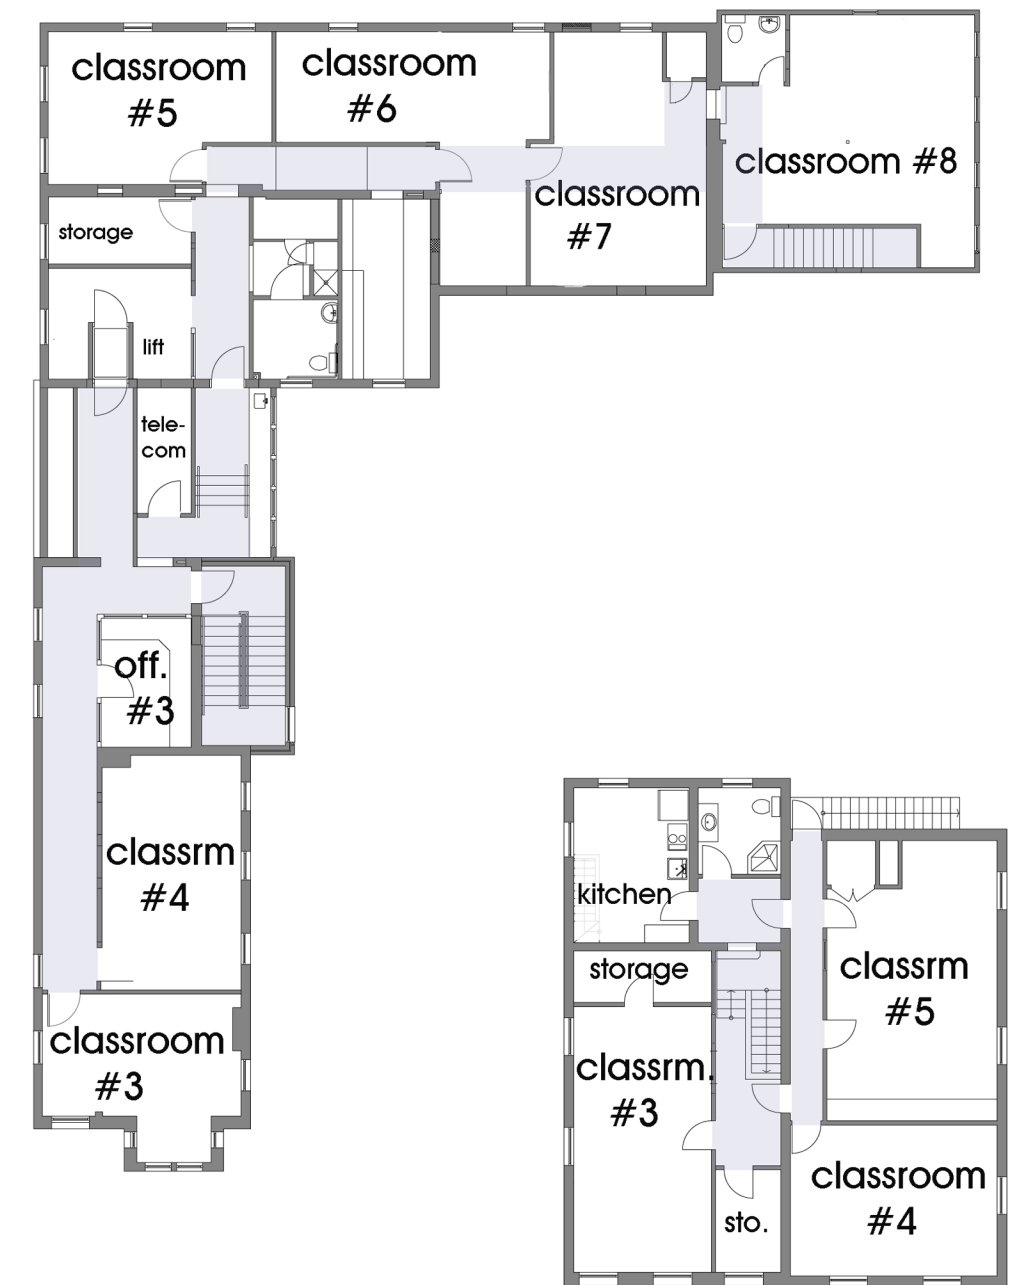 classroom
#5
classroom
#6
classroom #8
classroom
#7
storage
lift
tele-
com
off.
#3
classrm
#4
classroom
#3
kitchen
storage
classrm
#5
classrm.
#3
classroom
#4
sto.